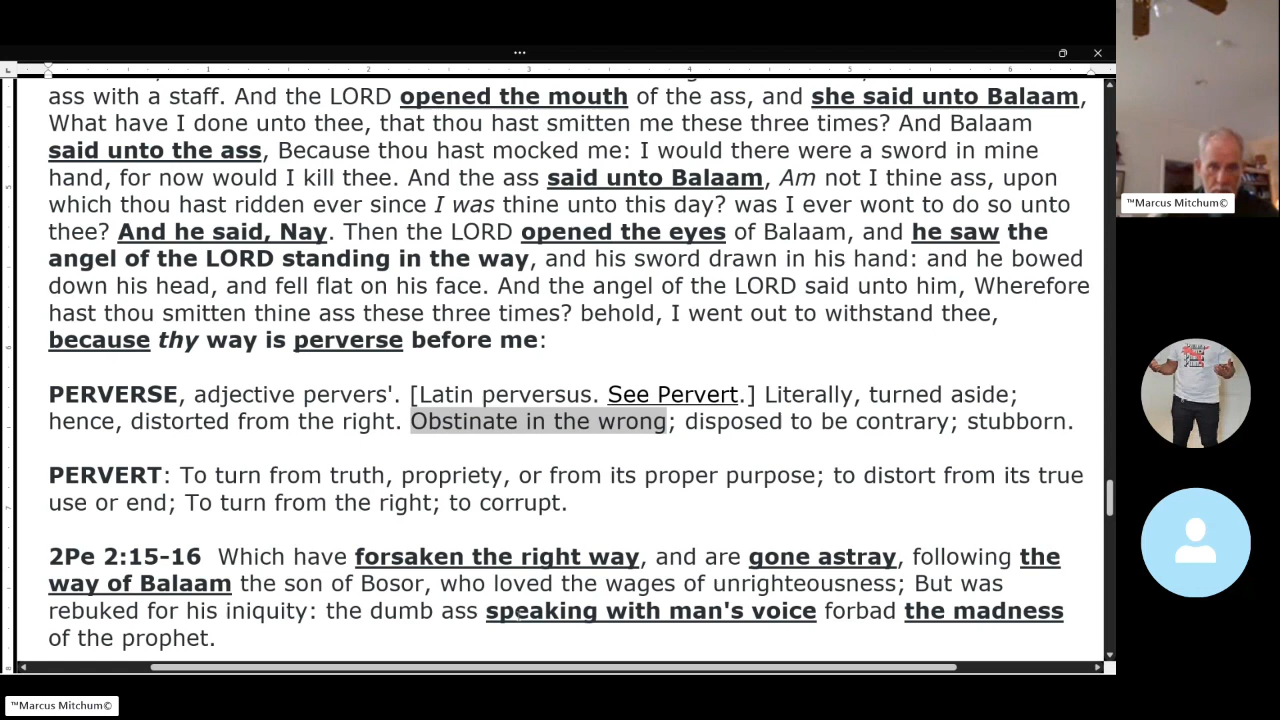 ass with a staff. And the LORD opened the mouth of the ass, and she said unto Balaam,
What have I done unto thee, that thou hast smitten me these three times? And Balaam
said unto the ass, Because thou hast mocked me: I would there were a sword in mine
hand, for now would I kill thee. And the ass said unto Balaam, Am not I thine ass, upon
which thou hast ridden ever since I was thine unto this day? was I ever wont to do so unto
thee? And he said, Nay. Then the LORD opened the eyes of Balaam, and he saw the
angel of the LORD standing in the way, and his sword drawn in his hand: and he bowed
down his head, and fell flat on his face. And the angel of the LORD said unto him, Wherefore
hast thou smitten thine ass these three times? behold, I went out to withstand thee,
because thy way is perverse before me:
PERVERSE, adjective pervers'. [Latin perversus. See Pervert.] Literally, turned aside;
hence, distorted from the right. Obstinate in the wrong; disposed to be contrary; stubborn.
PERVERT: To turn from truth, propriety, or from its proper purpose; to distort from its true
use or end; To turn from the right; to corrupt.
2Pe 2:15-16 Which have forsaken the right way, and are gone astray, following the
way of Balaam the son of Bosor, who loved the wages of unrighteousness; But was
rebuked for his iniquity: the dumb ass speaking with man's voice forbad the madness
of the prophet.
™Marcus Mitchum©
™Marcus Mitchum©
1 2 3 4 5 6
5
6
7
8